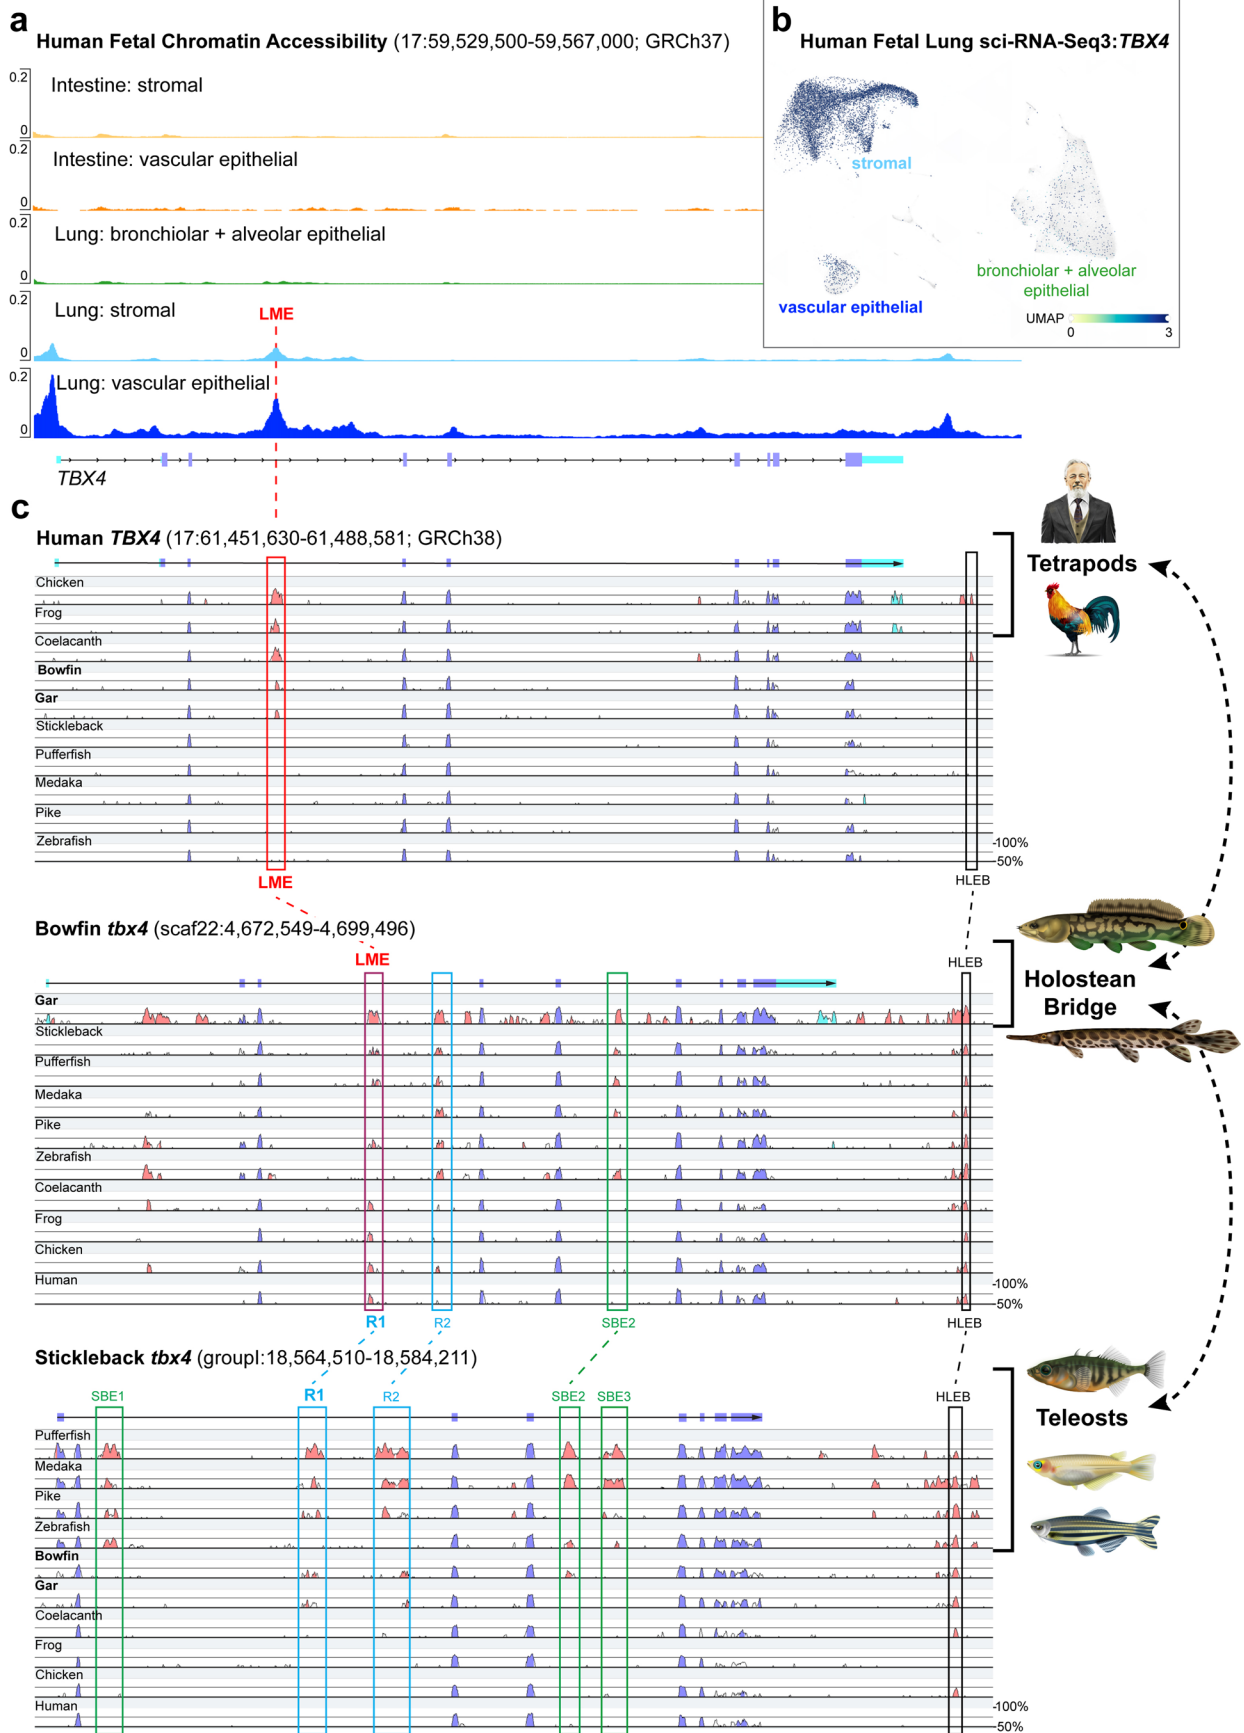 a
Human Fetal Chromatin Accessibility (17:59,529,500-59,567,000; GRCh37)
0.2
Intestine: stromal
0
0.2
Intestine: vascular epithelial
0
0.2
Lung: bronchiolar + alveolar epithelial
0
0.2
Lung: stromal
LME
0
0.2
Lung: vascular epithelial
0
TBX4
b
Human Fetal Lung sci-RNA-Seq3:TBX4
stromal
bronchiolar + alveolar
epithelial
vascular epithelial
UMAP
0 3
c
Human TBX4 (17:61,451,630-61,488,581; GRCh38)
Chicken
Frog
Coelacanth
Bowfin
Gar
Stickleback
Pufferfish
Medaka
Pike
Zebrafish
-100%
-50%
LME
HLEB
Tetrapods
Bowfin tbx4 (scaf22:4,672,549-4,699,496)
LME
HLEB
Gar
Stickleback
Pufferfish
Medaka
Pike
Zebrafish
Coelacanth
Frog
Chicken
Human
-100%
-50%
R1
R2
SBE2
HLEB
Holostean
Bridge
Stickleback tbx4 (groupI:18,564,510-18,584,211)
SBE1
R1
R2
SBE2
SBE3
HLEB
Pufferfish
Medaka
Pike
Zebrafish
Bowfin
Gar
Coelacanth
Frog
Chicken
Human
-100%
-50%
Teleosts